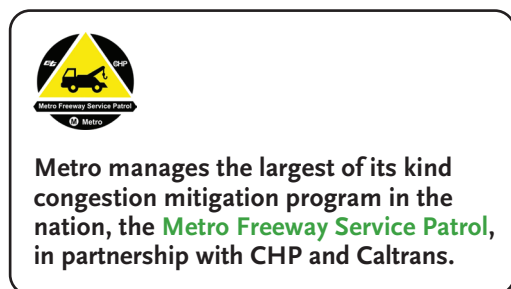 CT CHP
Metro Freeway Service Patrol
M Metro
Metro manages the largest of its kind
congestion mitigation program in the
nation, the Metro Freeway Service Patrol,
in partnership with CHP and Caltrans.